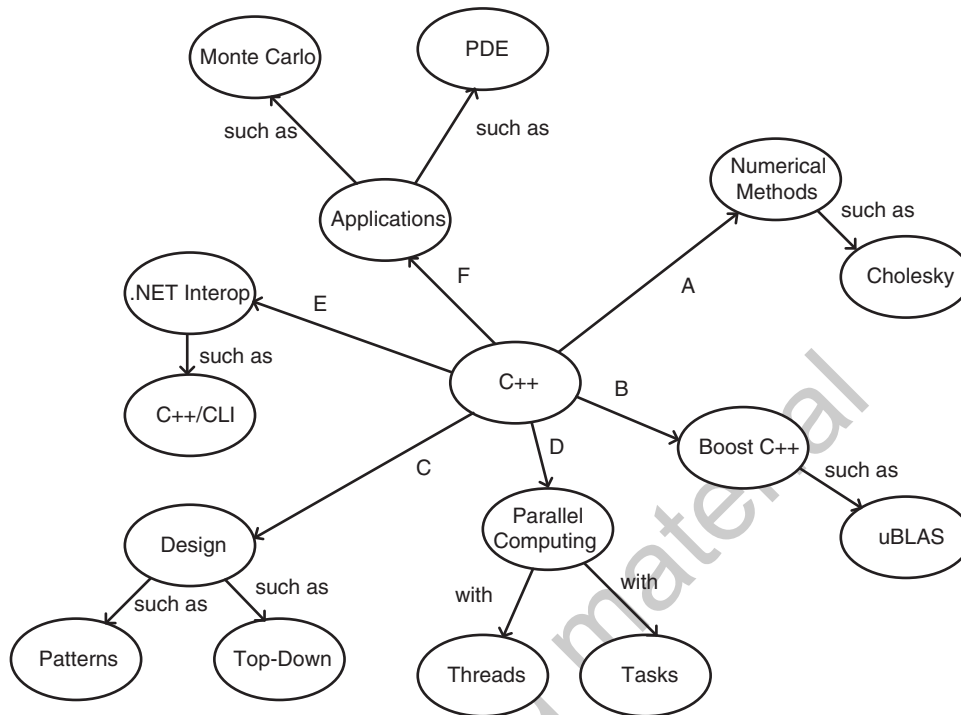 Monte Carlo
PDE
such as
such as
Numerical
Methods
Applications
such as
Cholesky
F
A
.NET Interop
E
such as
C++
C++/CLI
B
Boost C++
C
D
such as
Design
Parallel
Computing
uBLAS
such as
such as
with
with
Patterns
Top-Down
Threads
Tasks
material